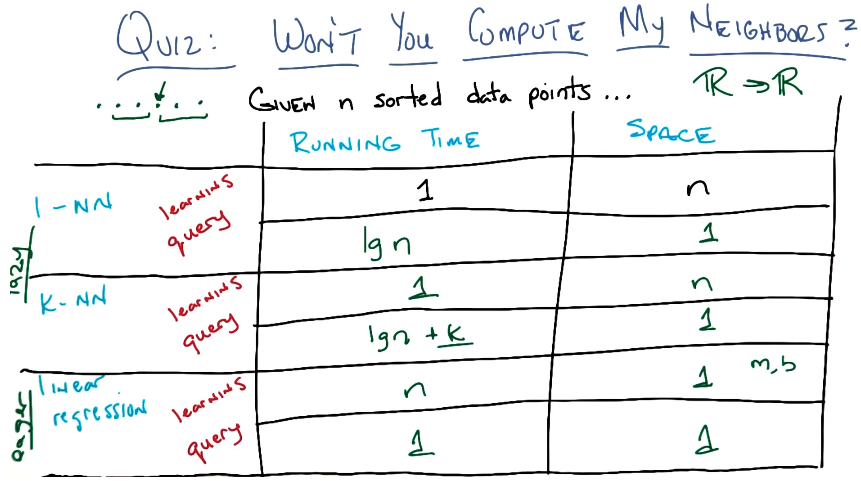 QUIZ: WON'T YOU COMPUTE MY NEIGHBORS?
GIVEN n sorted data points... ℝ → ℝ
RUNNING TIME SPACE
1-NN learning 1 n
query lg n 1
lazy
K-NN learning 1 n
query lg n + K 1
linear regression learning n 1 m,b
eager
query 1 1